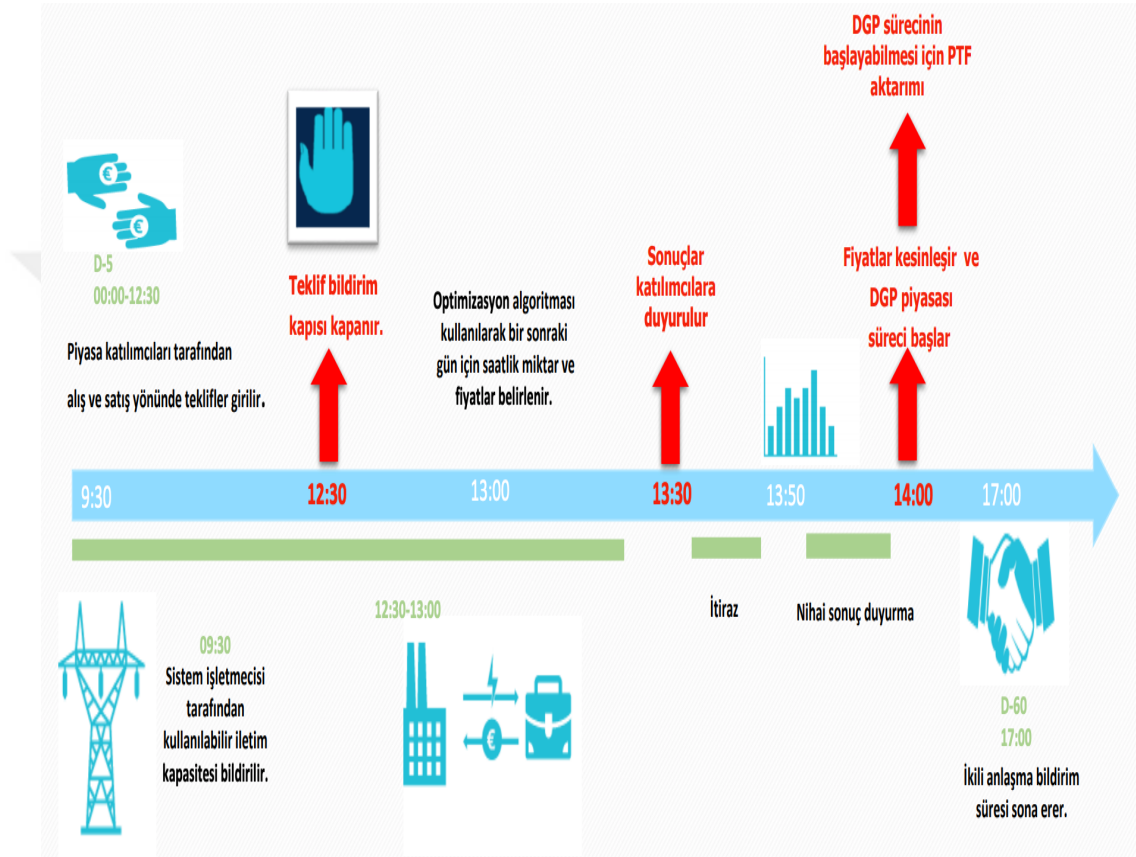 DGP sürecinin
başlayabilmesi için PTF
aktarımı
D-5
00:00-12:30
Piyasa katılımcıları tarafından
alış ve satış yönünde teklifler girilir.
Teklif bildirim
kapısı kapanır.
Optimizasyon algoritması
kullanılarak bir sonraki
gün için saatlik miktar ve
fiyatlar belirlenir.
Sonuçlar
katılımcılara
duyurulur
Fiyatlar kesinleşir ve
DGP piyasası
süreci başlar
9:30
12:30
13:00
13:30
13:50
14:00
17:00
09:30
Sistem işletmecisi
tarafından
kullanılabilir iletim
kapasitesi bildirilir.
12:30-13:00
İtiraz
Nihai sonuç duyurma
D-60
17:00
İkili anlaşma bildirim
süresi sona erer.